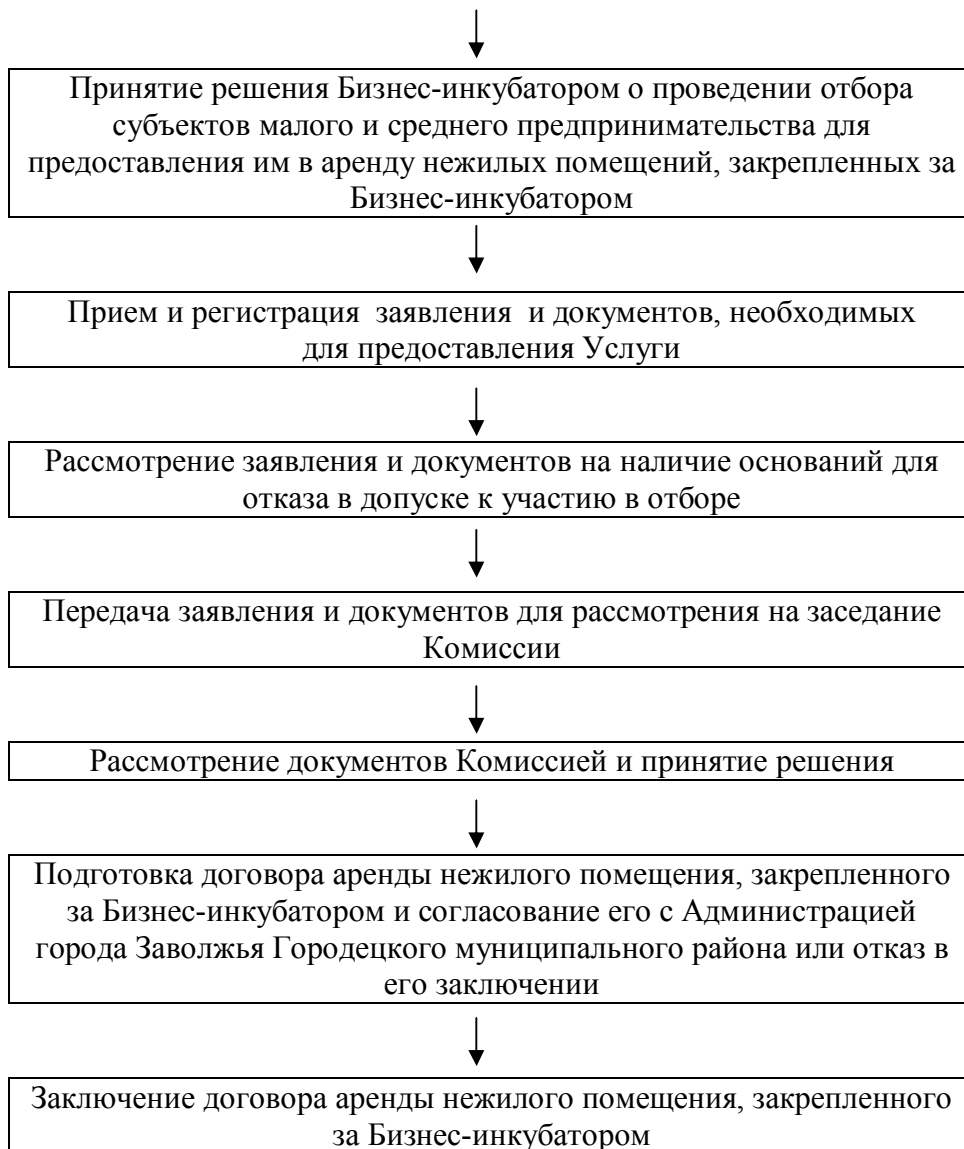 Принятие решения Бизнес-инкубатором о проведении отбора
субъектов малого и среднего предпринимательства для
предоставления им в аренду нежилых помещений, закрепленных за
Бизнес-инкубатором
Прием и регистрация заявления и документов, необходимых
для предоставления Услуги
Рассмотрение заявления и документов на наличие оснований для
отказа в допуске к участию в отборе
Передача заявления и документов для рассмотрения на заседание
Комиссии
Рассмотрение документов Комиссией и принятие решения
Подготовка договора аренды нежилого помещения, закрепленного
за Бизнес-инкубатором и согласование его с Администрацией
города Заволжья Городецкого муниципального района или отказ в
его заключении
Заключение договора аренды нежилого помещения, закрепленного
за Бизнес-инкубатором